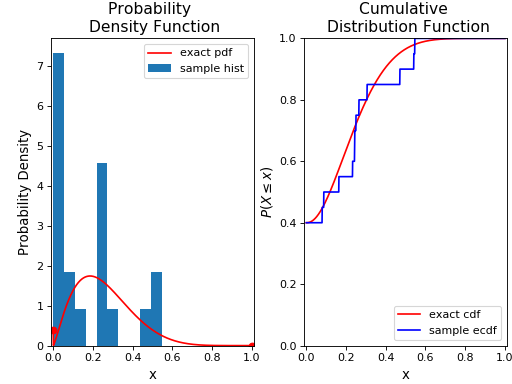 Probability
Density Function
7
6
5
4
3
2
1
0
Probability Density
exact pdf
sample hist
0.0 0.2 0.4 0.6 0.8 1.0
x
Cumulative
Distribution Function
1.0
0.8
0.6
0.4
0.2
0.0
P(X ≤ x)
exact cdf
sample ecdf
0.0 0.2 0.4 0.6 0.8 1.0
x